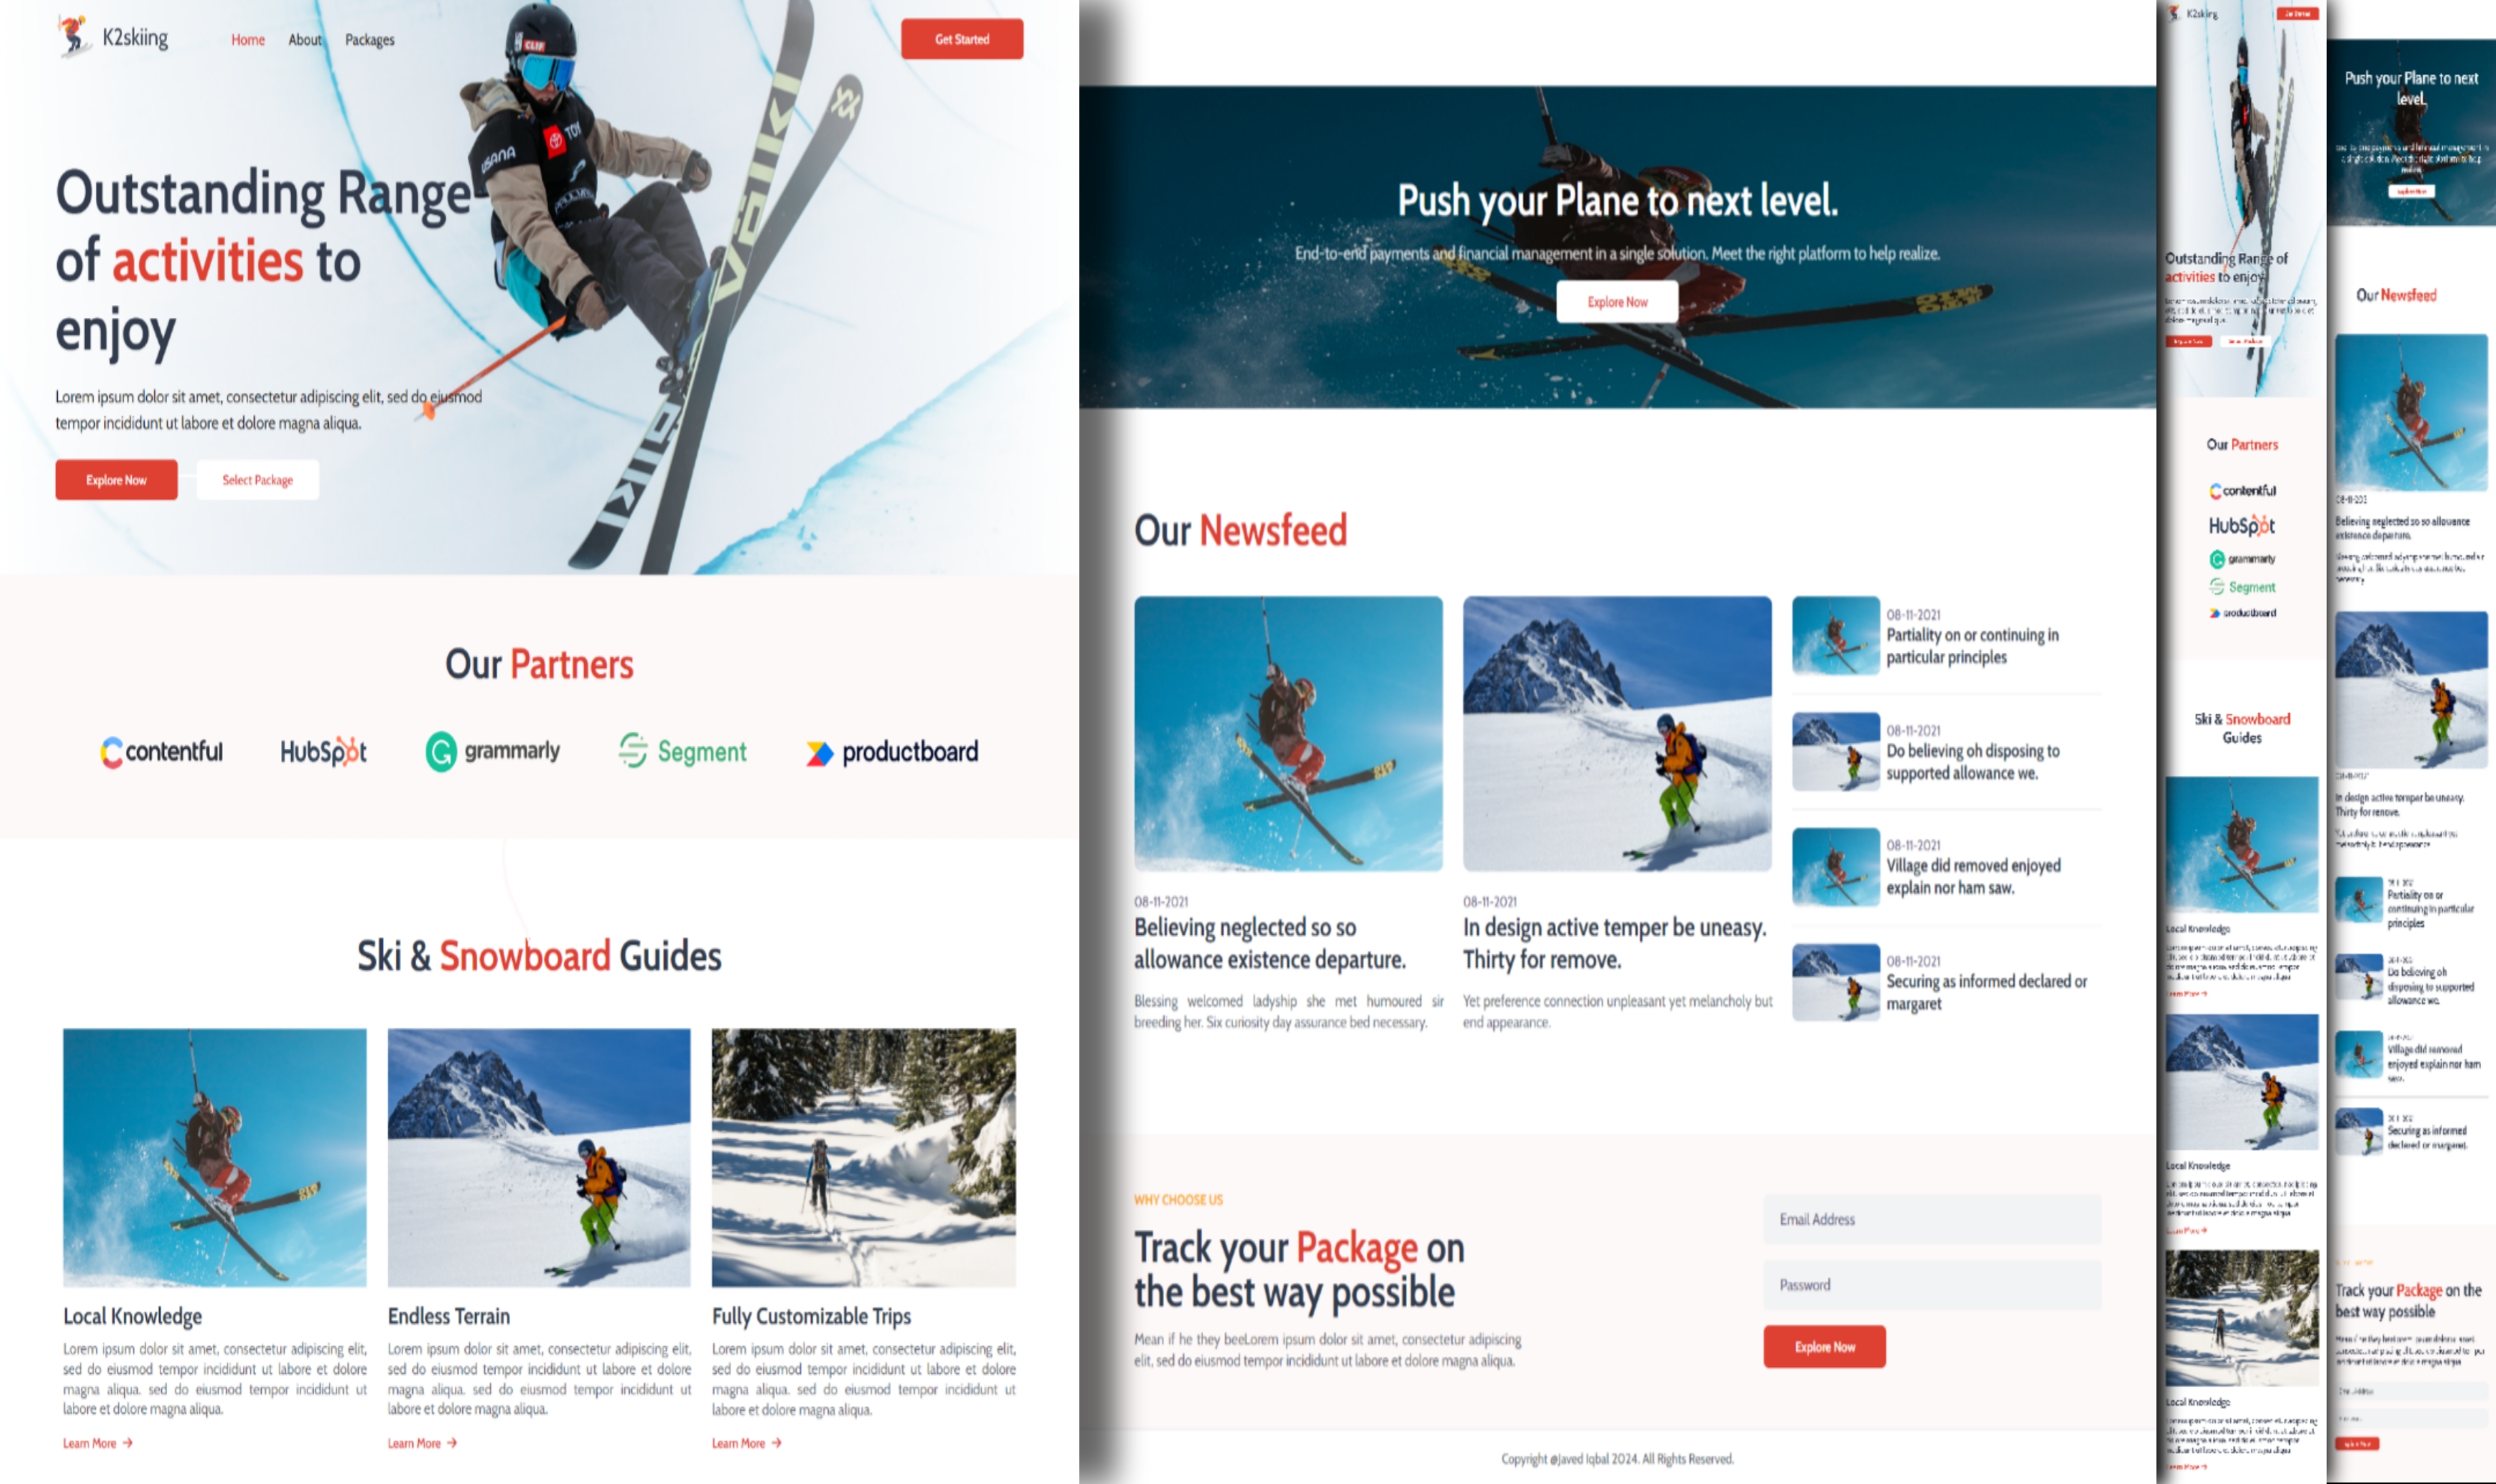 K2skiing
Home
About
Packages
Get Started
CLIF
Outstanding Range
of activities to
enjoy
Lorem ipsum dolor sit amet, consectetur adipiscing elit, sed do eiusmod
tempor incididunt ut labore et dolore magna aliqua.
Explore Now
Select Package
Our Partners
contentful
HubSpot
grammarly
Segment
productboard
Ski & Snowboard Guides
Local Knowledge
Lorem ipsum dolor sit amet, consectetur adipiscing elit,
sed do eiusmod tempor incididunt ut labore et dolore
magna aliqua. sed do eiusmod tempor incididunt ut
labore et dolore magna aliqua.
Learn More →
Endless Terrain
Lorem ipsum dolor sit amet, consectetur adipiscing elit,
sed do eiusmod tempor incididunt ut labore et dolore
magna aliqua. sed do eiusmod tempor incididunt ut
labore et dolore magna aliqua.
Learn More →
Fully Customizable Trips
Lorem ipsum dolor sit amet, consectetur adipiscing elit,
sed do eiusmod tempor incididunt ut labore et dolore
magna aliqua. sed do eiusmod tempor incididunt ut
labore et dolore magna aliqua.
Learn More →
Push your Plane to next level.
End-to-end payments and financial management in a single solution. Meet the right platform to help realize.
Explore Now
Our Newsfeed
08-11-2021
Believing neglected so so
allowance existence departure.
Blessing welcomed ladyship she met humoured sir
breeding her. Six curiosity day assurance bed necessary.
08-11-2021
In design active temper be uneasy.
Thirty for remove.
Yet preference connection unpleasant yet melancholy but
end appearance.
08-11-2021
Partiality on or continuing in
particular principles
08-11-2021
Do believing oh disposing to
supported allowance we.
08-11-2021
Village did removed enjoyed
explain nor ham saw.
08-11-2021
Securing as informed declared or
margaret
WHY CHOOSE US
Track your Package on
the best way possible
Mean if he they beeLorem ipsum dolor sit amet, consectetur adipiscing
elit, sed do eiusmod tempor incididunt ut labore et dolore magna aliqua.
Email Address
Password
Explore Now
Copyright @Javed Iqbal 2024. All Rights Reserved.
K2skiing
Outstanding Range of
activities to enjoy
Our Partners
contentful
HubSpot
grammarly
Segment
productboard
Ski & Snowboard
Guides
Local Knowledge
Local Knowledge
Local Knowledge
Push your Plane to next
level.
Our Newsfeed
Believing neglected so so allowance
existence departure.
In design active temper be uneasy.
Thirty for remove.
Partiality on or
continuing in particular
principles
Do believing oh
disposing to supported
allowance we.
Village did removed
enjoyed explain nor ham
saw.
Securing as informed
declared or margaret.
Track your Package on the
best way possible